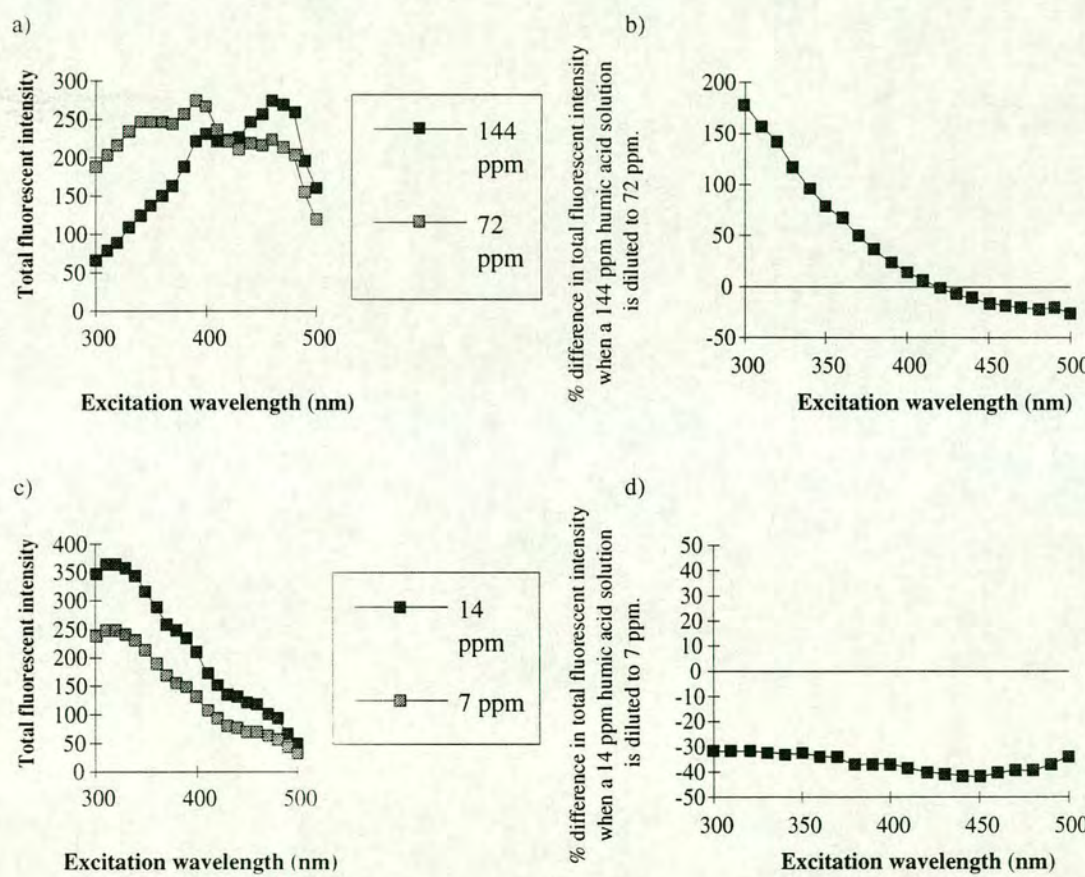 a)
Total fluorescent intensity
300
250
200
150
100
50
0
300
400
500
Excitation wavelength (nm)
144
ppm
72
ppm
b)
% difference in total fluorescent intensity
when a 144 ppm humic acid solution
is diluted to 72 ppm.
200
150
100
50
0
-50
300
350
400
450
500
Excitation wavelength (nm)
c)
Total fluorescent intensity
400
350
300
250
200
150
100
50
0
300
400
500
Excitation wavelength (nm)
14
ppm
7 ppm
d)
% difference in total fluorescent intensity
when a 14 ppm humic acid solution
is diluted to 7 ppm.
50
40
30
20
10
0
-10
-20
-30
-40
-50
300
350
400
450
500
Excitation wavelength (nm)